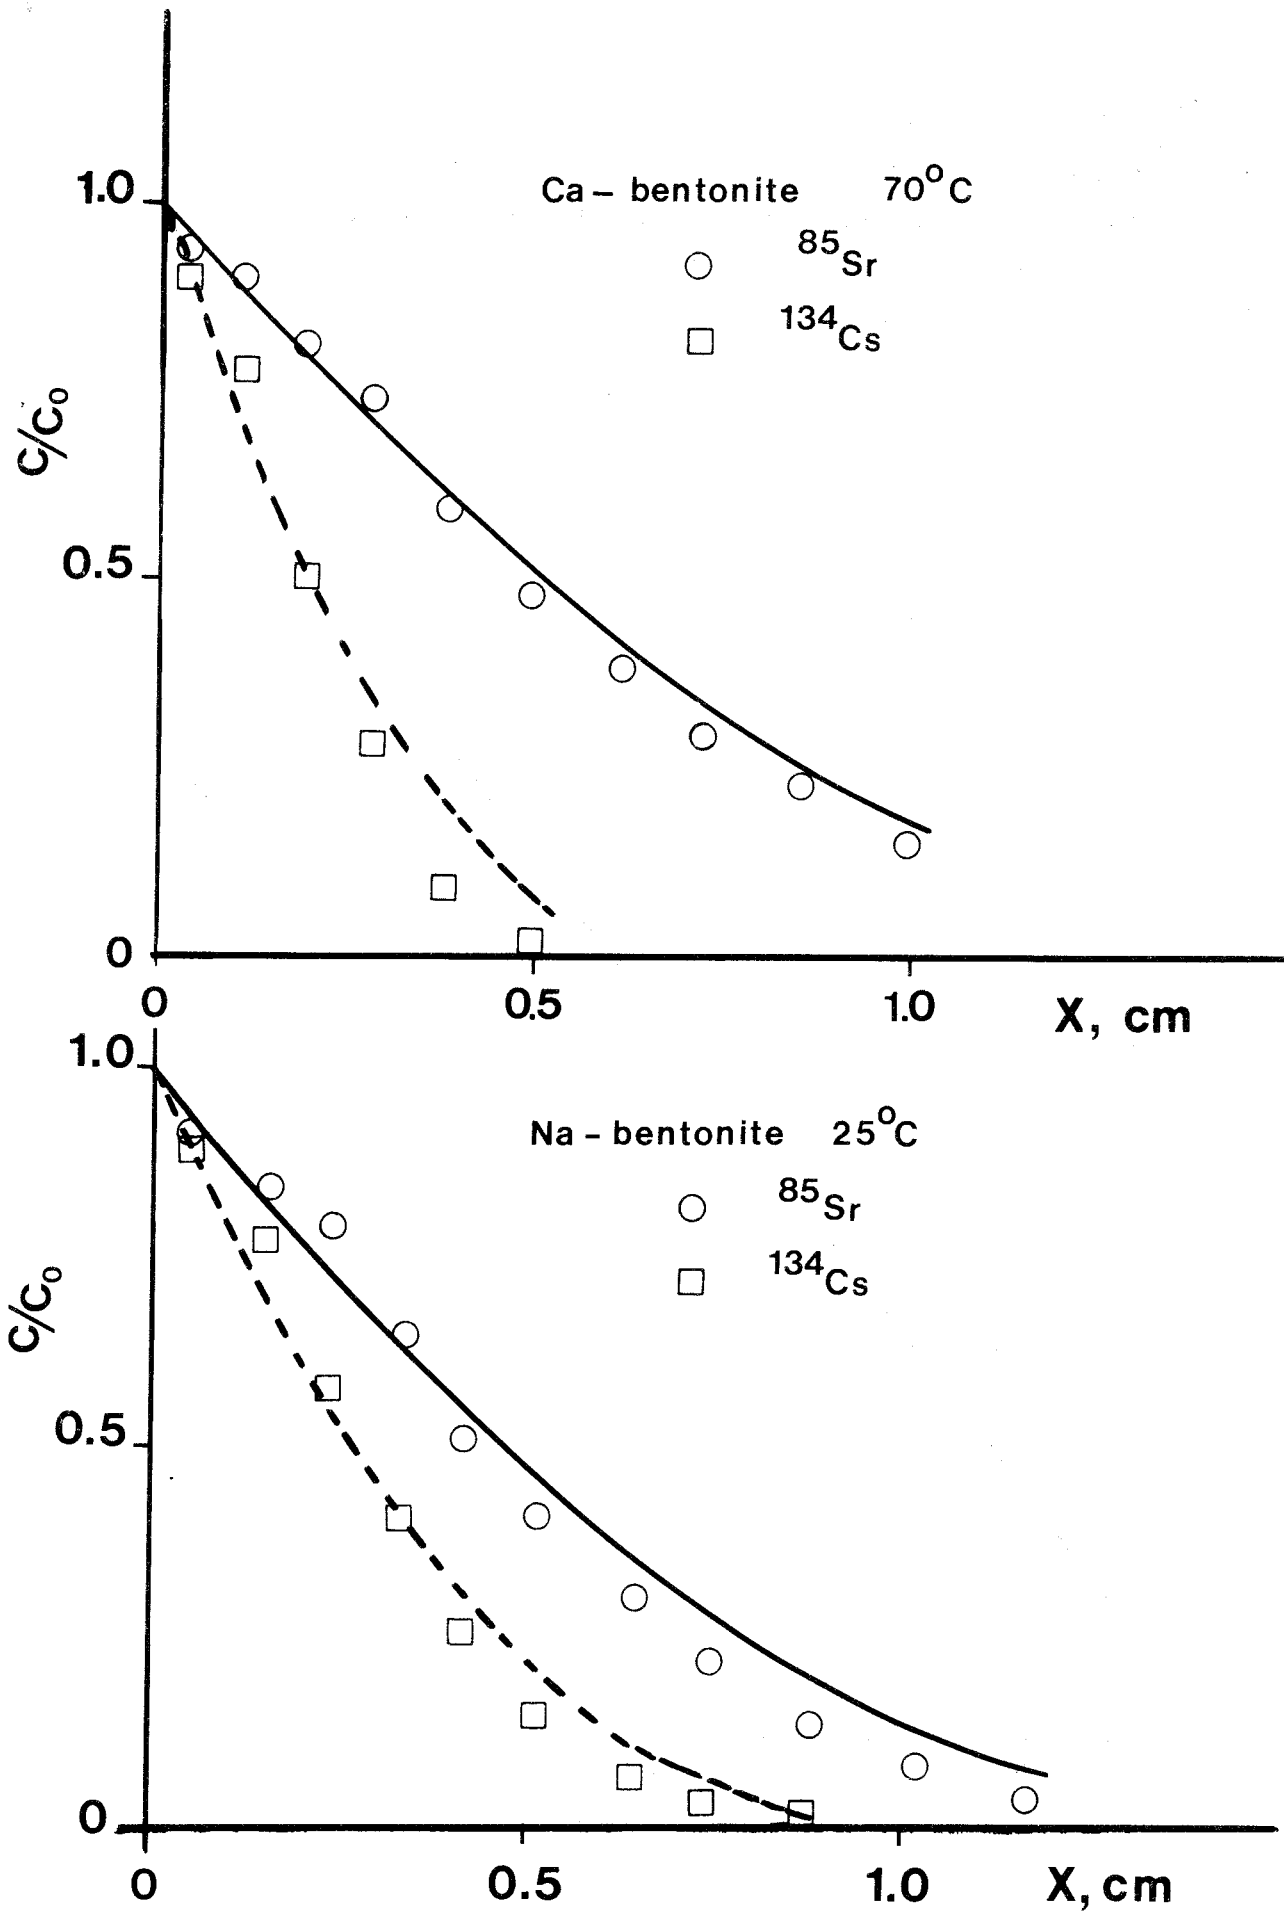 1.0
Ca – bentonite 70°C
85Sr
134Cs
C/C₀
0.5
0
0 0.5 1.0 X, cm
1.0
Na – bentonite 25°C
85Sr
134Cs
C/C₀
0.5
0
0 0.5 1.0 X, cm